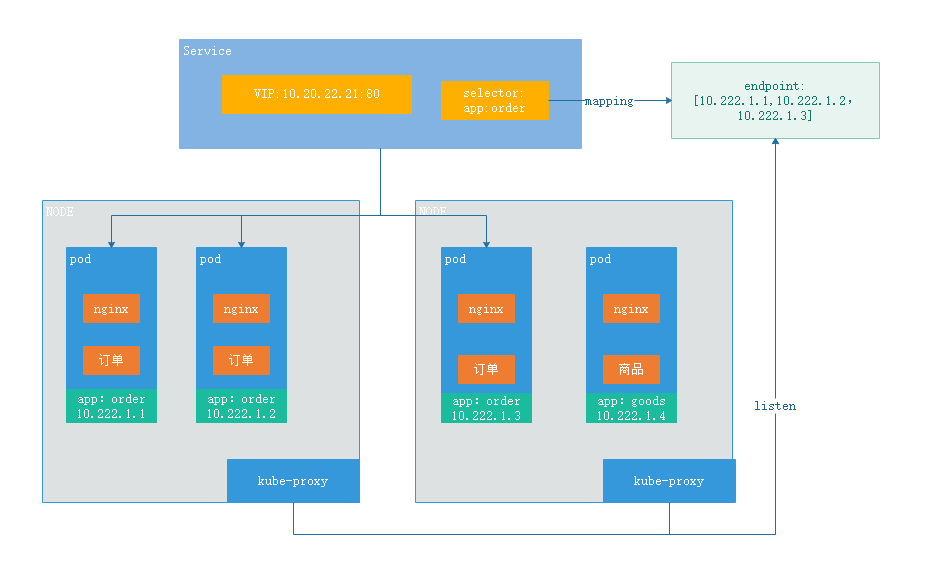 Service
VIP:10.20.22.21:80
selector:
app:order
mapping
endpoint:
[10.222.1.1,10.222.1.2,
10.222.1.3]
NODE
NODE
pod
pod
pod
pod
nginx
nginx
nginx
nginx
订单
订单
订单
商品
app: order
10.222.1.1
app: order
10.222.1.2
app: order
10.222.1.3
app: goods
10.222.1.4
listen
kube-proxy
kube-proxy